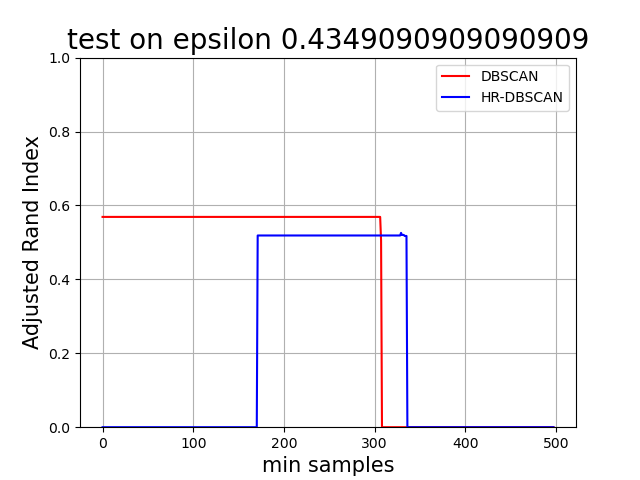 test on epsilon 0.4349090909090909
DBSCAN
HR-DBSCAN
Adjusted Rand Index
1.0
0.8
0.6
0.4
0.2
0.0
0 100 200 300 400 500
min samples